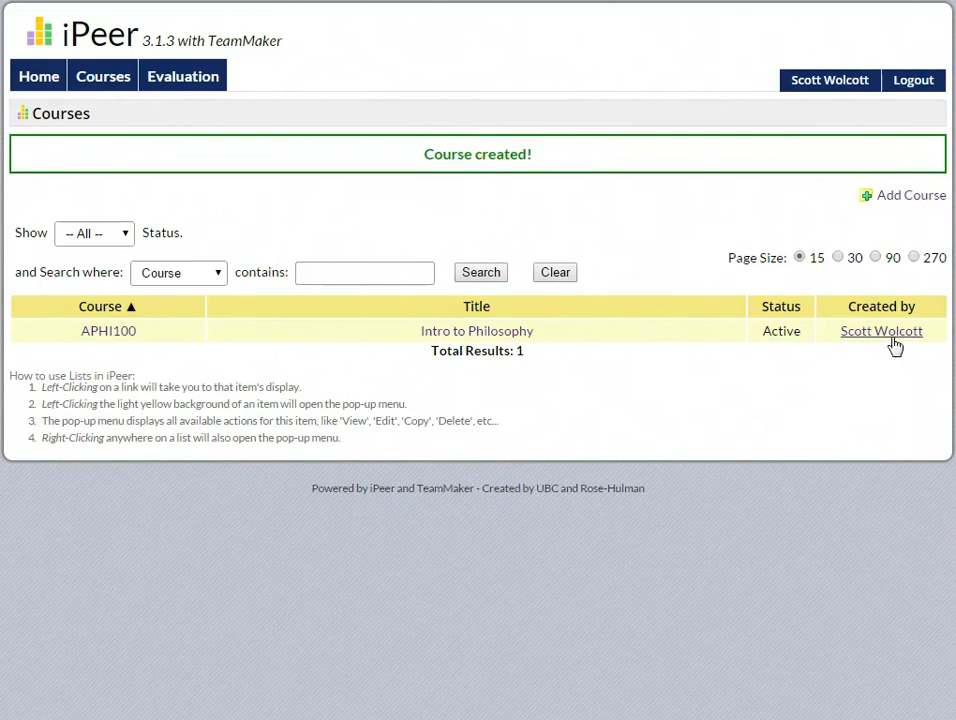 iPeer 3.1.3 with TeamMaker
Home Courses Evaluation Scott Wolcott Logout
Courses
Course created!
Add Course
Show -- All -- Status.
and Search where: Course contains: Search Clear Page Size: 15 30 90 270
Course ▲ Title Status Created by
APHI100 Intro to Philosophy Active Scott Wolcott
Total Results: 1
How to use Lists in iPeer:
1. Left-Clicking on a link will take you to that item's display.
2. Left-Clicking the light yellow background of an item will open the pop-up menu.
3. The pop-up menu displays all available actions for this item, like 'View', 'Edit', 'Copy', 'Delete', etc...
4. Right-Clicking anywhere on a list will also open the pop-up menu.
Powered by iPeer and TeamMaker - Created by UBC and Rose-Hulman